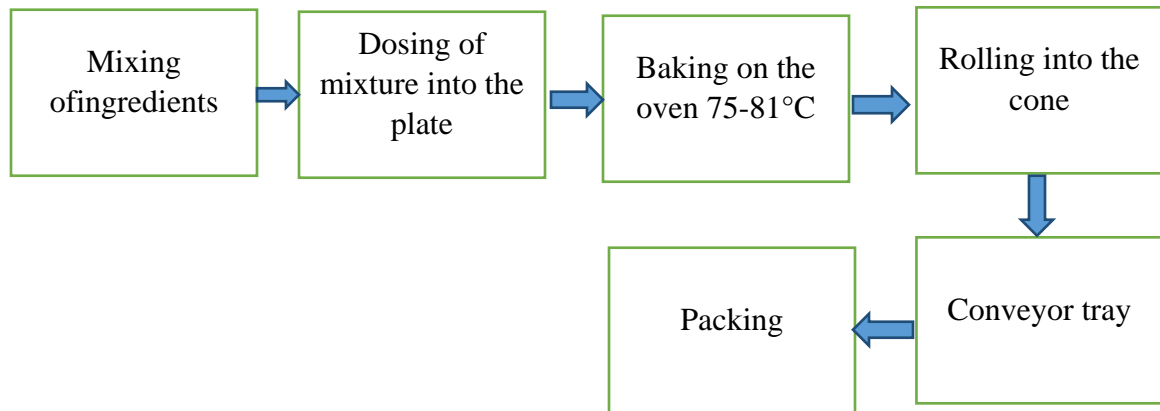 Mixing
ofingredients
Dosing of
mixture into the
plate
Baking on the
oven 75-81°C
Rolling into the
cone
Conveyor tray
Packing